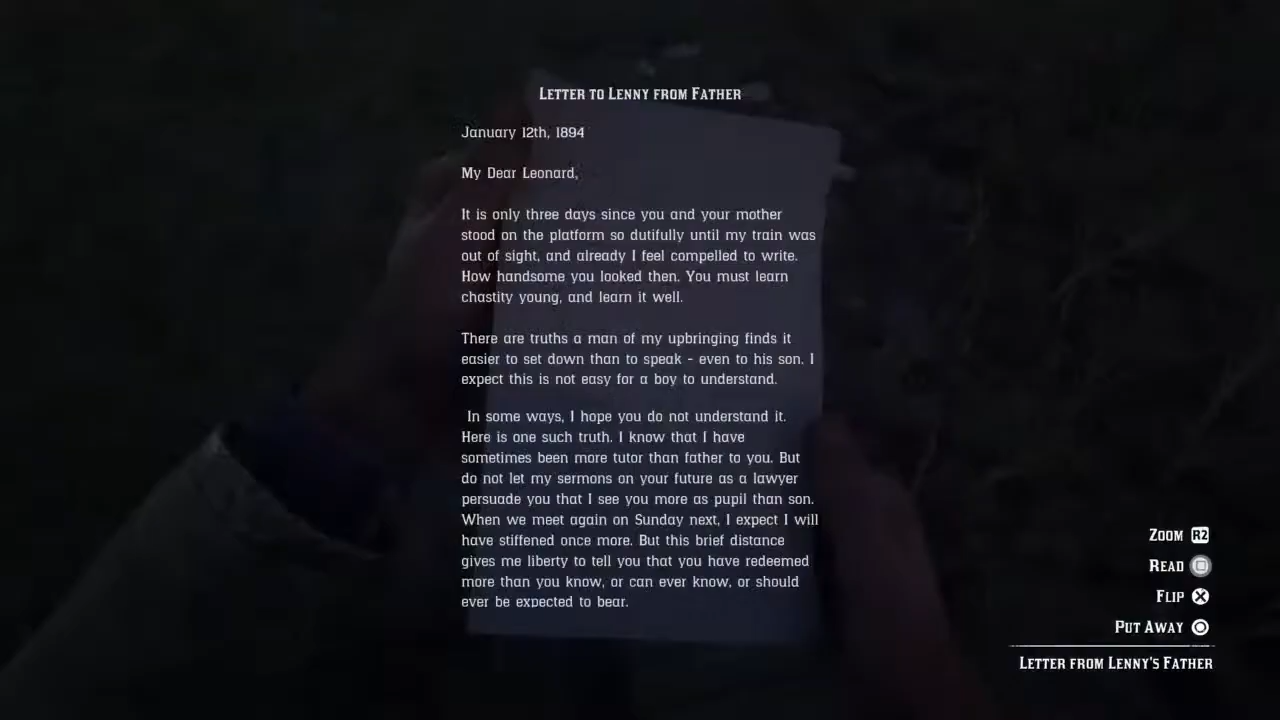 Letter to Lenny from Father
January 12th, 1894
My Dear Leonard,
It is only three days since you and your mother
stood on the platform so dutifully until my train was
out of sight, and already I feel compelled to write.
How handsome you looked then. You must learn
chastity young, and learn it well.
There are truths a man of my upbringing finds it
easier to set down than to speak - even to his son. I
expect this is not easy for a boy to understand.
In some ways, I hope you do not understand it.
Here is one such truth. I know that I have
sometimes been more tutor than father to you. But
do not let my sermons on your future as a lawyer
persuade you that I see you more as pupil than son.
When we meet again on Sunday next, I expect I will
have stiffened once more. But this brief distance
gives me liberty to tell you that you have redeemed
more than you know, or can ever know, or should
ever be expected to bear.
Zoom R2
Read
Flip
Put Away
Letter from Lenny's Father